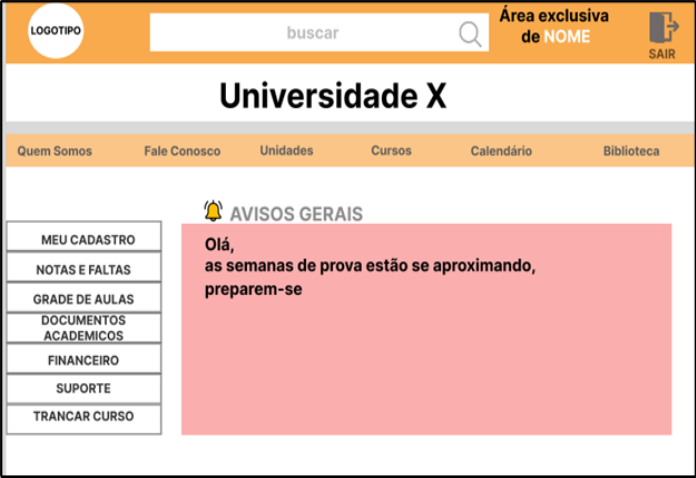 LOGOTIPO
buscar
Área exclusiva
de NOME
SAIR
Universidade X
Quem Somos
Fale Conosco
Unidades
Cursos
Calendário
Biblioteca
AVISOS GERAIS
MEU CADASTRO
NOTAS E FALTAS
GRADE DE AULAS
DOCUMENTOS
ACADEMICOS
FINANCEIRO
SUPORTE
TRANCAR CURSO
Olá,
as semanas de prova estão se aproximando,
preparem-se